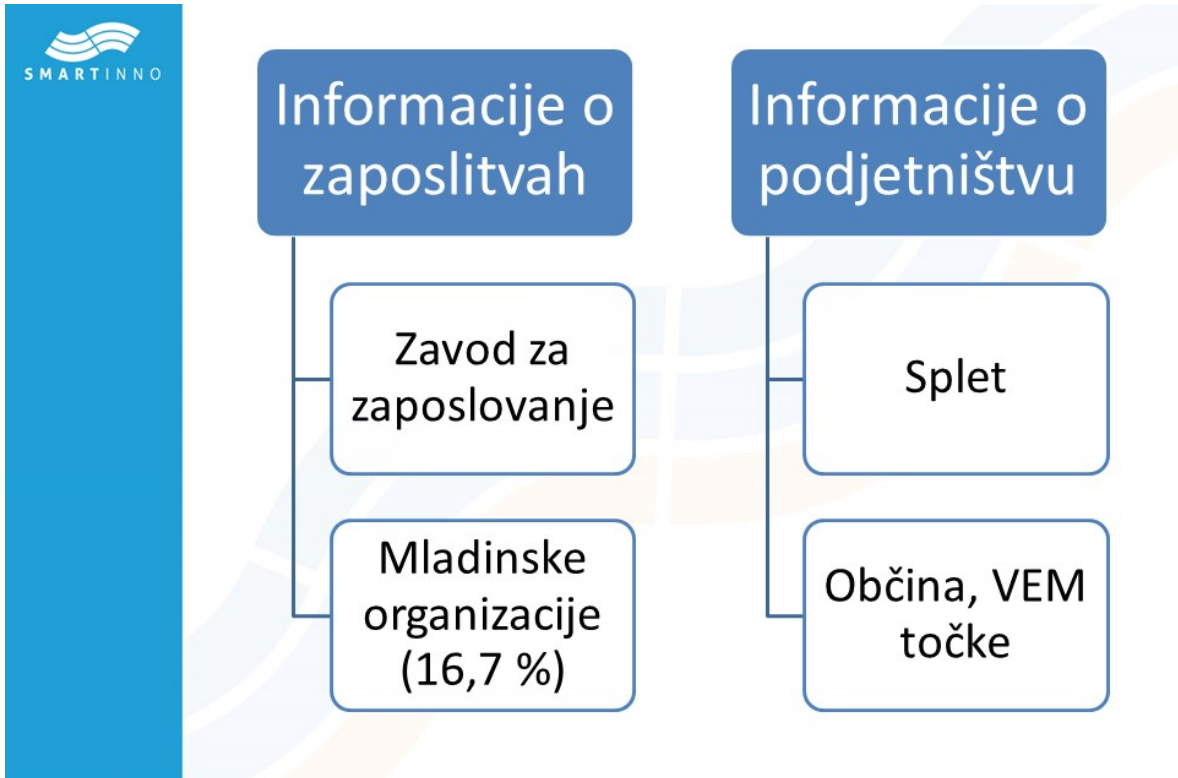 SMARTINNO
Informacije o
zaposlitvah
Zavod za
zaposlovanje
Mladinske
organizacije
(16,7 %)
Informacije o
podjetništvu
Splet
Občina, VEM
točke